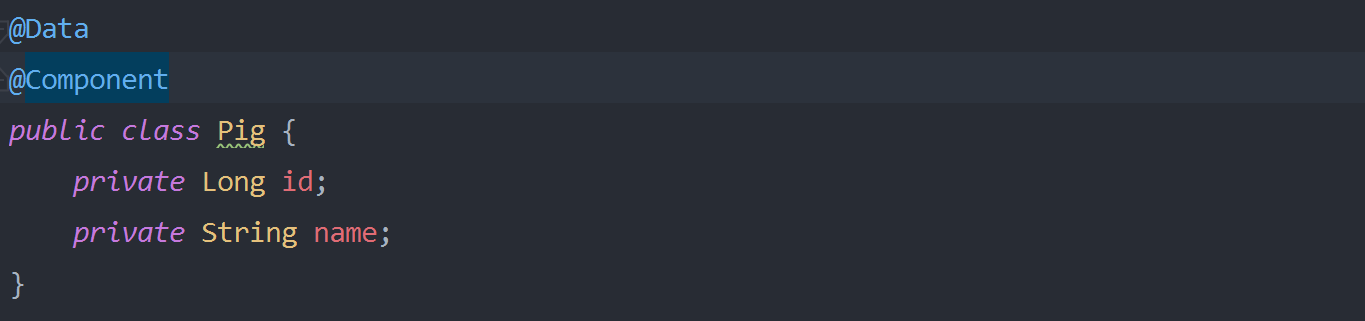 @Data
@Component
public class Pig {
    private Long id;
    private String name;
}